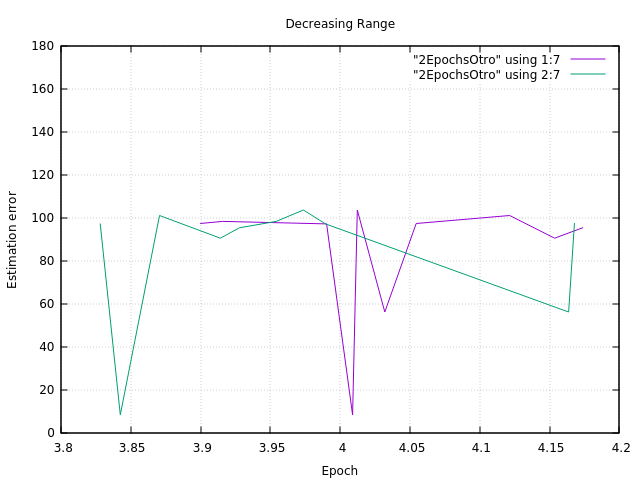 Decreasing Range
"2EpochsOtro" using 1:7
"2EpochsOtro" using 2:7
180
160
140
120
100
80
60
40
20
0
Estimation error
3.8 3.85 3.9 3.95 4 4.05 4.1 4.15 4.2
Epoch